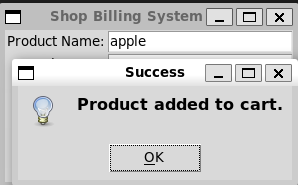 Shop Billing System
Product Name: apple
Success
Product added to cart.
OK